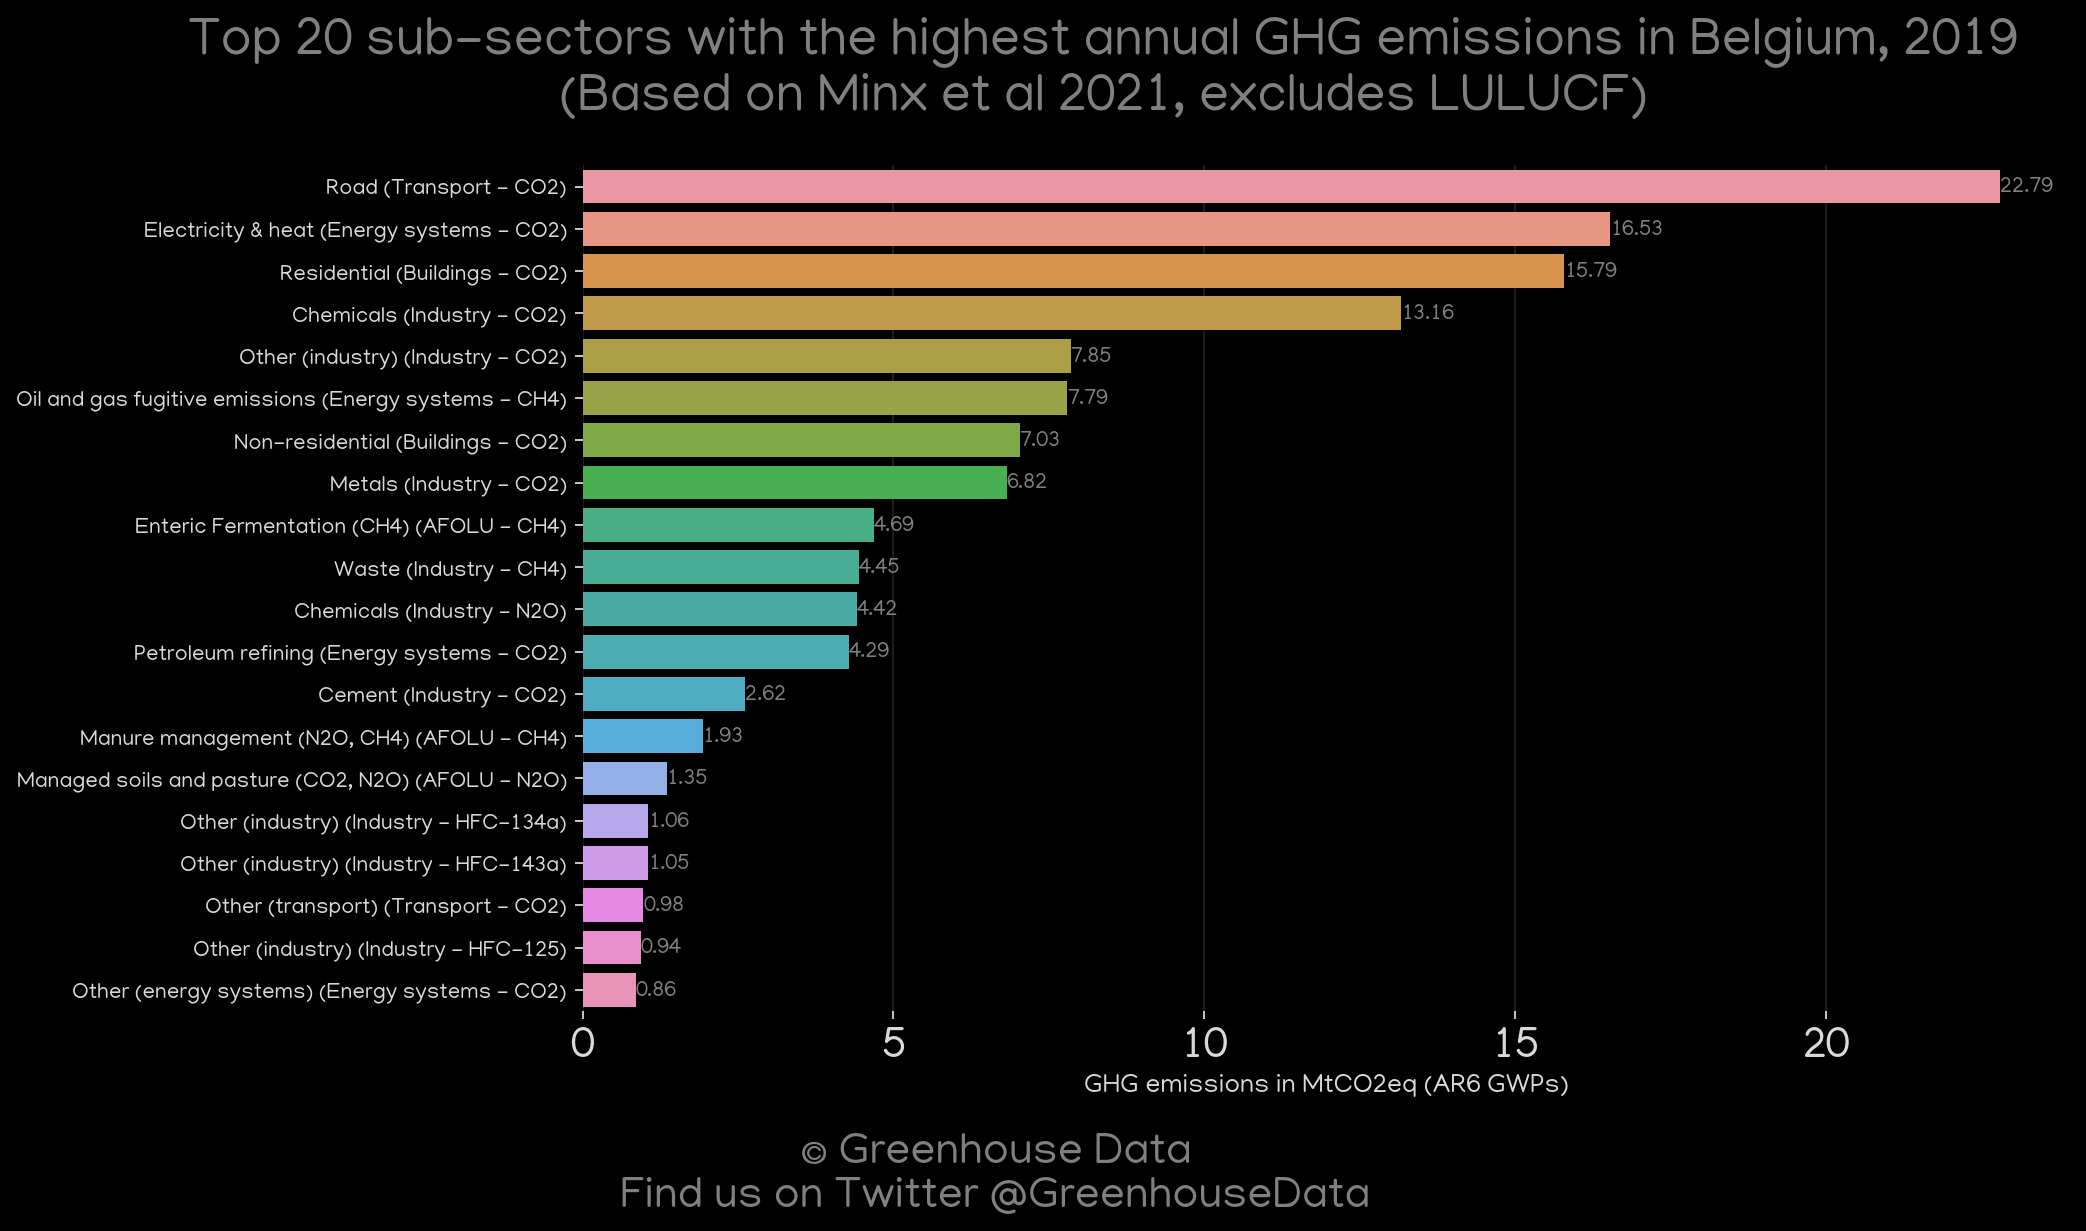 Top 20 sub-sectors with the highest annual GHG emissions in Belgium, 2019
(Based on Minx et al 2021, excludes LULUCF)
Road (Transport - CO2) 22.79
Electricity & heat (Energy systems - CO2) 16.53
Residential (Buildings - CO2) 15.79
Chemicals (Industry - CO2) 13.16
Other (industry) (Industry - CO2) 7.85
Oil and gas fugitive emissions (Energy systems - CH4) 7.79
Non-residential (Buildings - CO2) 7.03
Metals (Industry - CO2) 6.82
Enteric Fermentation (CH4) (AFOLU - CH4) 4.69
Waste (Industry - CH4) 4.45
Chemicals (Industry - N2O) 4.42
Petroleum refining (Energy systems - CO2) 4.29
Cement (Industry - CO2) 2.62
Manure management (N2O, CH4) (AFOLU - CH4) 1.93
Managed soils and pasture (CO2, N2O) (AFOLU - N2O) 1.35
Other (industry) (Industry - HFC-134a) 1.06
Other (industry) (Industry - HFC-143a) 1.05
Other (transport) (Transport - CO2) 0.98
Other (industry) (Industry - HFC-125) 0.94
Other (energy systems) (Energy systems - CO2) 0.86
0 5 10 15 20
GHG emissions in MtCO2eq (AR6 GWPs)
© Greenhouse Data
Find us on Twitter @GreenhouseData